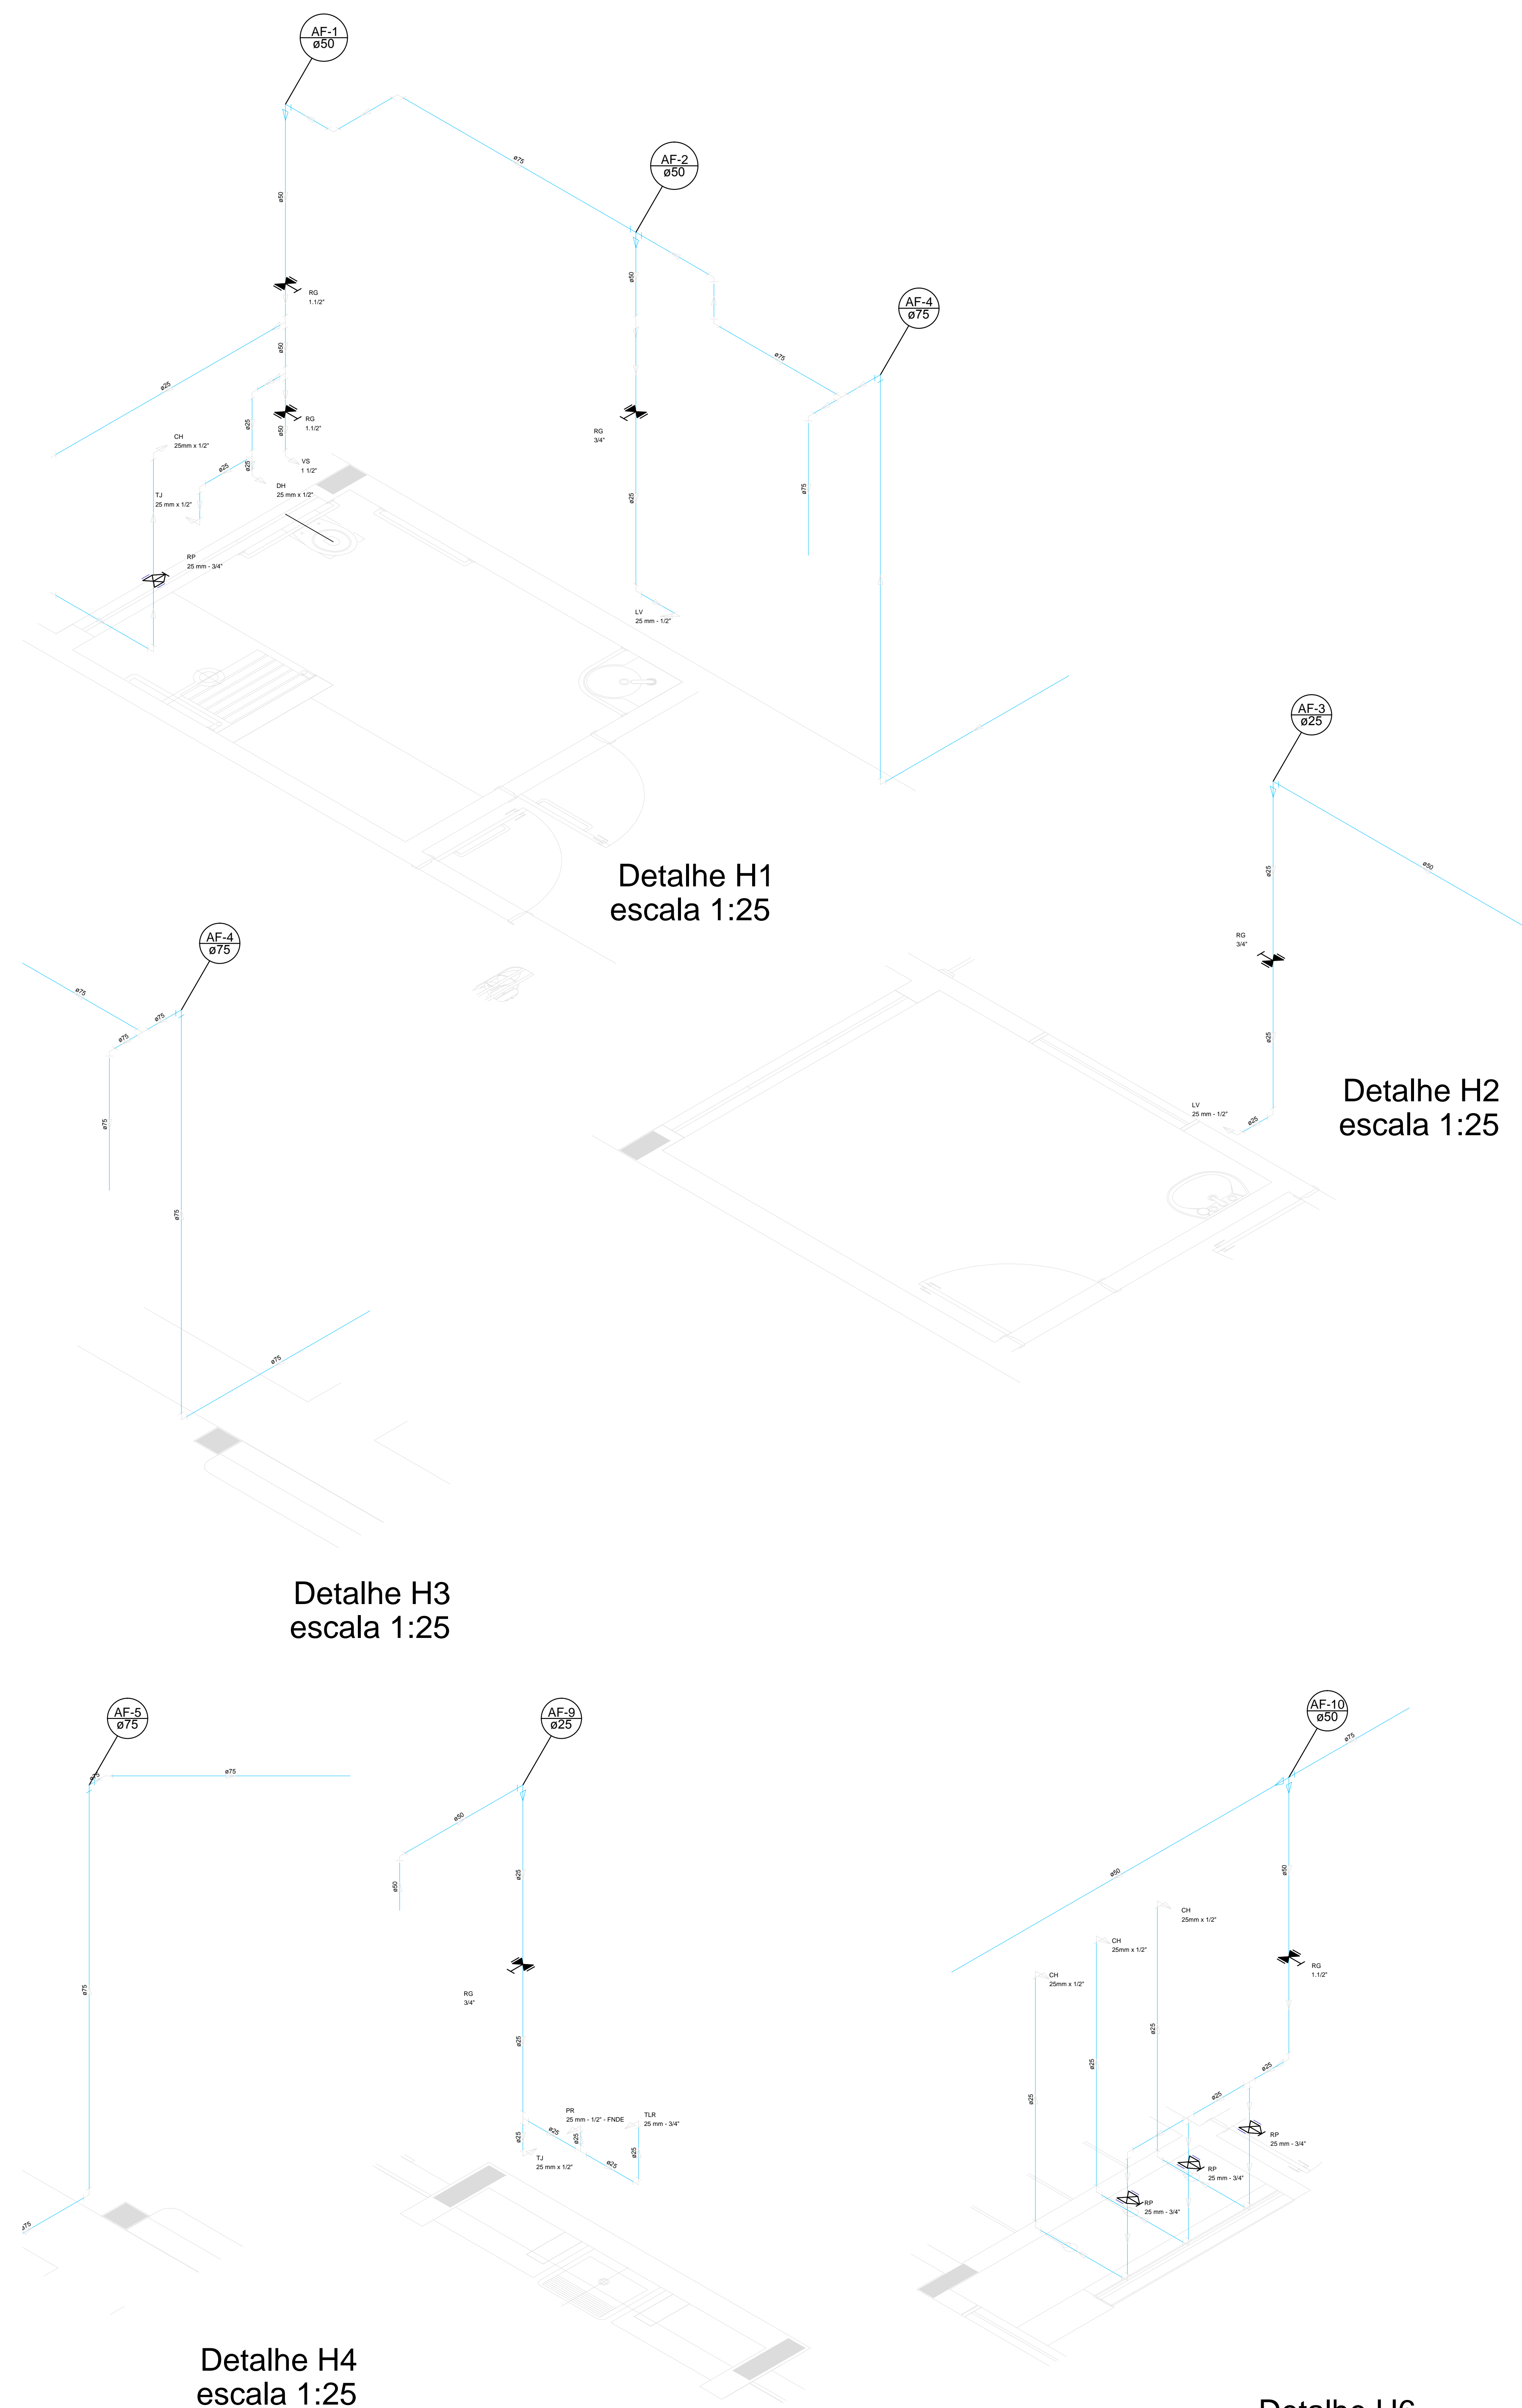 AF-1
ø50
ø75
AF-2
ø50
ø50
ø50
AF-4
ø75
RG
1.1/2"
ø50
ø75
ø25
RG
1.1/2"
ø25
ø50
RG
3/4"
CH
25mm x 1/2"
VS
1 1/2"
ø25
ø25
DH
25 mm x 1/2"
TJ
25 mm x 1/2"
ø25
ø75
RP
25 mm - 3/4"
LV
25 mm - 1/2"
Detalhe H1
escala 1:25
AF-3
ø25
ø50
ø25
RG
3/4"
ø25
LV
25 mm - 1/2"
ø25
Detalhe H2
escala 1:25
AF-4
ø75
ø75
ø75
ø75
ø75
ø75
ø75
Detalhe H3
escala 1:25
AF-5
ø75
ø75
ø75
ø75
ø75
Detalhe H4
escala 1:25
AF-9
ø25
ø50
ø50
ø25
RG
3/4"
ø25
PR
25 mm - 1/2" - FNDE
TLR
25 mm - 3/4"
ø25
ø25
ø25
ø25
ø25
TJ
25 mm x 1/2"
AF-10
ø50
ø75
ø50
ø50
CH
25mm x 1/2"
CH
25mm x 1/2"
CH
25mm x 1/2"
RG
1.1/2"
ø25
ø25
ø25
ø25
ø25
RP
25 mm - 3/4"
RP
25 mm - 3/4"
RP
25 mm - 3/4"
Detalhe H6